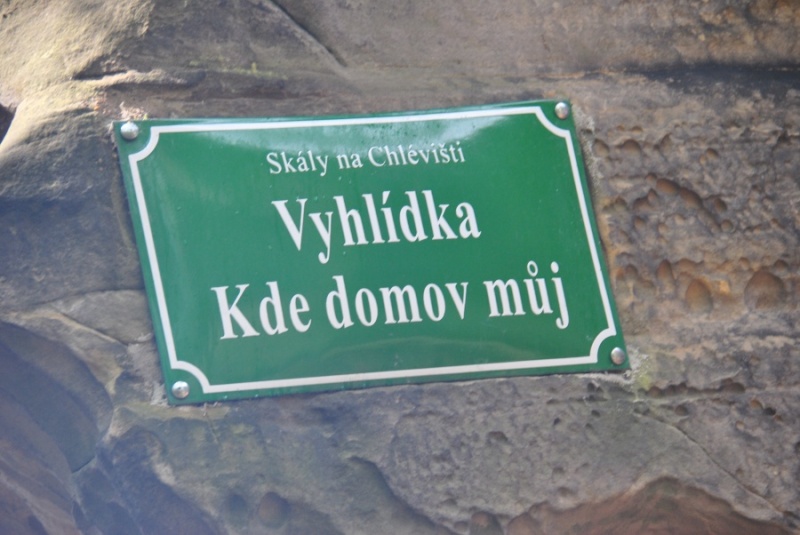 Skály na Chlévišti
Vyhlídka
Kde domov můj